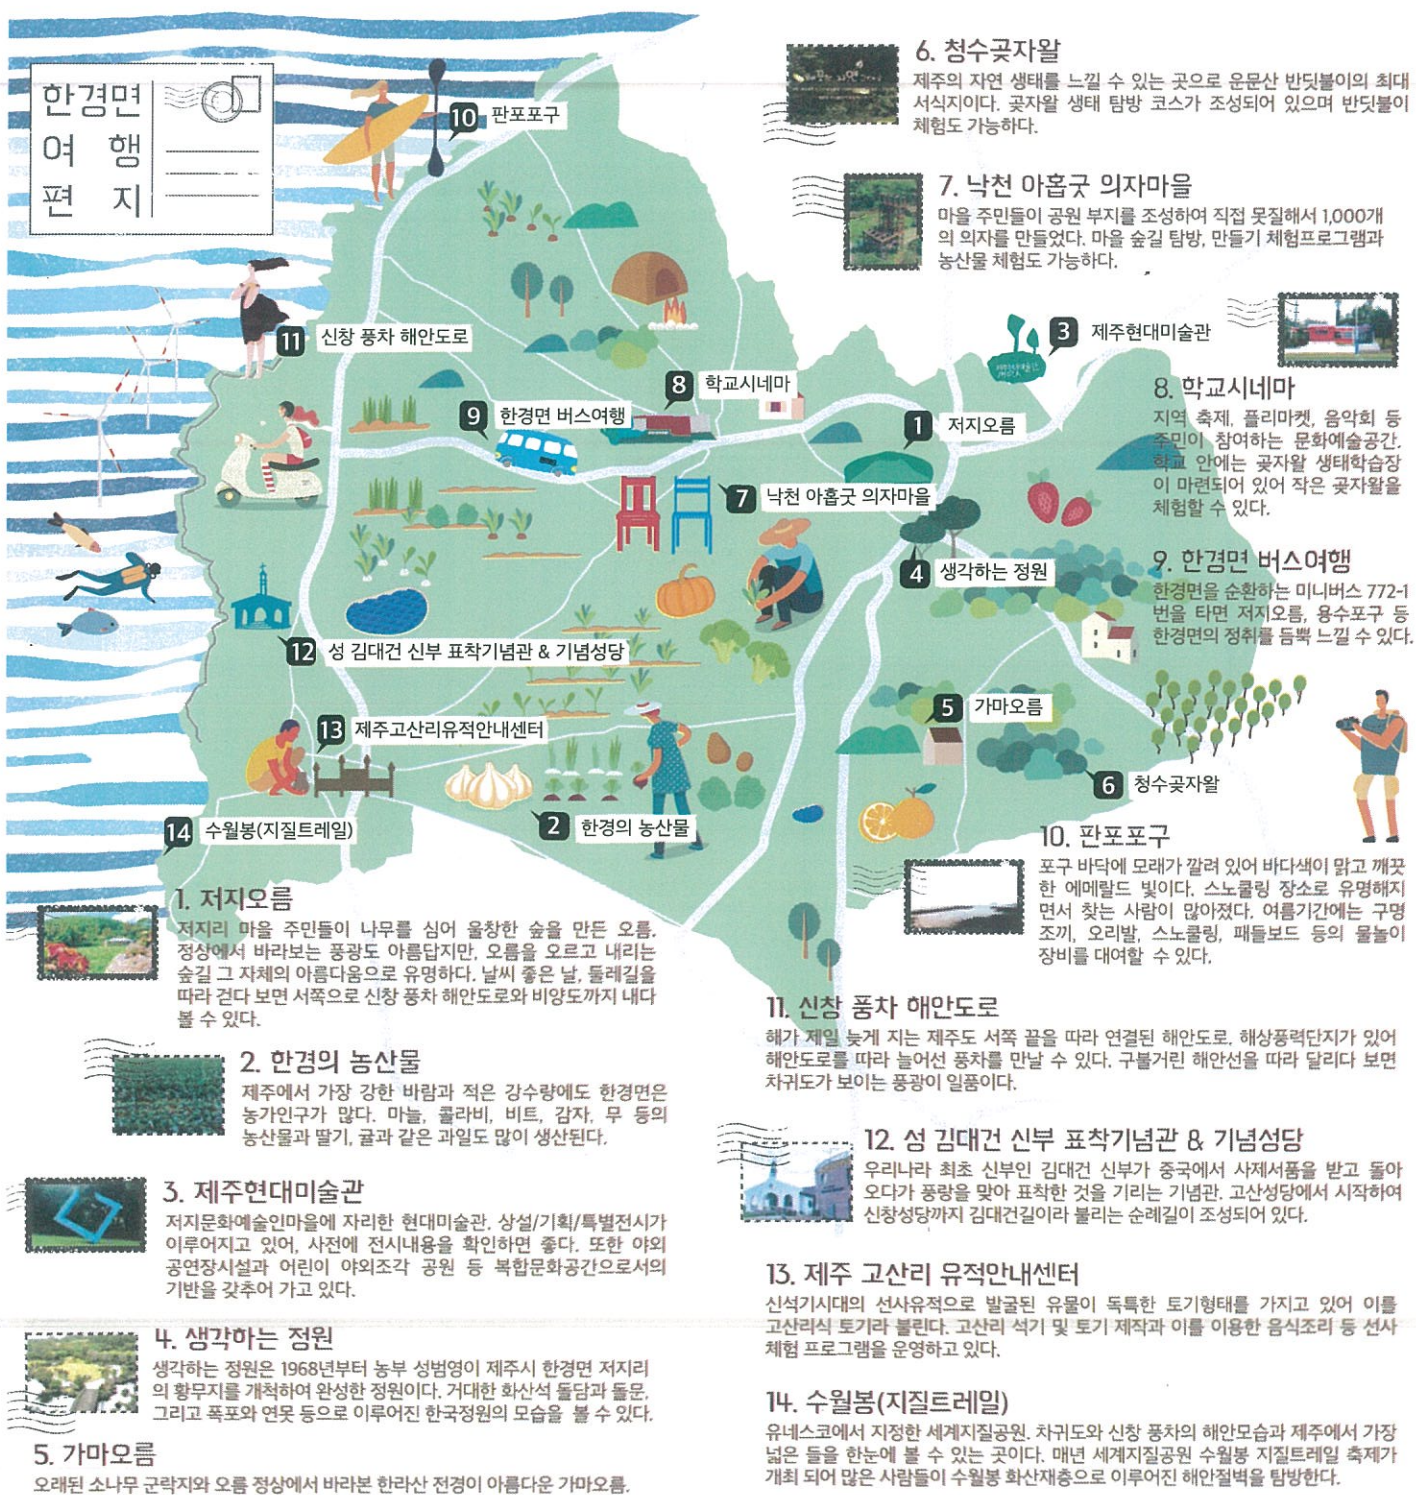 한경면
여 행
편 지
10 판포포구
11 신창 풍차 해안도로
3 제주현대미술관
8 학교시네마
9 한경면 버스여행
1 저지오름
7 낙천 아홉굿 의자마을
4 생각하는 정원
12 성 김대건 신부 표착기념관 & 기념성당
5 가마오름
13 제주고산리유적안내센터
6 청수곶자왈
2 한경의 농산물
14 수월봉(지질트레일)
1. 저지오름
저지리 마을 주민들이 나무를 심어 울창한 숲을 만든 오름.
정상에서 바라보는 풍광도 아름답지만, 오름을 오르고 내리는
숲길 그 자체의 아름다움으로 유명하다. 날씨 좋은 날, 둘레길을
따라 걷다 보면 서쪽으로 신창 풍차 해안도로와 비양도까지 내다
볼 수 있다.
2. 한경의 농산물
제주에서 가장 강한 바람과 적은 강수량에도 한경면은
농가인구가 많다. 마늘, 콜라비, 비트, 감자, 무 등의
농산물과 딸기, 귤과 같은 과일도 많이 생산된다.
3. 제주현대미술관
저지문화예술인마을에 자리한 현대미술관. 상설/기획/특별전시가
이루어지고 있어, 사전에 전시내용을 확인하면 좋다. 또한 야외
공연장시설과 어린이 야외조각 공원 등 복합문화공간으로서의
기반을 갖추어 가고 있다.
4. 생각하는 정원
생각하는 정원은 1968년부터 농부 성범영이 제주시 한경면 저지리
의 황무지를 개척하여 완성한 정원이다. 거대한 화산석 돌담과 돌문,
그리고 폭포와 연못 등으로 이루어진 한국정원의 모습을 볼 수 있다.
5. 가마오름
오래된 소나무 군락지와 오름 정상에서 바라본 한라산 전경이 아름다운 가마오름.
6. 청수곶자왈
제주의 자연 생태를 느낄 수 있는 곳으로 운문산 반딧불이의 최대
서식지이다. 곶자왈 생태 탐방 코스가 조성되어 있으며 반딧불이
체험도 가능하다.
7. 낙천 아홉굿 의자마을
마을 주민들이 공원 부지를 조성하여 직접 못질해서 1,000개
의 의자를 만들었다. 마을 숲길 탐방, 만들기 체험프로그램과
농산물 체험도 가능하다.
8. 학교시네마
지역 축제, 플리마켓, 음악회 등
주민이 참여하는 문화예술공간.
학교 안에는 곶자왈 생태학습장
이 마련되어 있어 작은 곶자왈을
체험할 수 있다.
9. 한경면 버스여행
한경면을 순환하는 미니버스 772-1
번을 타면 저지오름, 용수포구 등
한경면의 정취를 듬뿍 느낄 수 있다.
10. 판포포구
포구 바닥에 모래가 깔려 있어 바다색이 맑고 깨끗
한 에메랄드 빛이다. 스노쿨링 장소로 유명해지
면서 찾는 사람이 많아졌다. 여름기간에는 구명
조끼, 오리발, 스노쿨링, 패들보드 등의 물놀이
장비를 대여할 수 있다.
11. 신창 풍차 해안도로
해가 제일 늦게 지는 제주도 서쪽 끝을 따라 연결된 해안도로. 해상풍력단지가 있어
해안도로를 따라 늘어선 풍차를 만날 수 있다. 구불거린 해안선을 따라 달리다 보면
차귀도가 보이는 풍광이 일품이다.
12. 성 김대건 신부 표착기념관 & 기념성당
우리나라 최초 신부인 김대건 신부가 중국에서 사제서품을 받고 돌아
오다가 풍랑을 맞아 표착한 것을 기리는 기념관. 고산성당에서 시작하여
신창성당까지 김대건길이라 불리는 순례길이 조성되어 있다.
13. 제주 고산리 유적안내센터
신석기시대의 선사유적으로 발굴된 유물이 독특한 토기형태를 가지고 있어 이를
고산리식 토기라 불린다. 고산리 석기 및 토기 제작과 이를 이용한 음식조리 등 선사
체험 프로그램을 운영하고 있다.
14. 수월봉(지질트레일)
유네스코에서 지정한 세계지질공원. 차귀도와 신창 풍차의 해안모습과 제주에서 가장
넓은 들을 한눈에 볼 수 있는 곳이다. 매년 세계지질공원 수월봉 지질트레일 축제가
개최 되어 많은 사람들이 수월봉 화산재층으로 이루어진 해안절벽을 탐방한다.